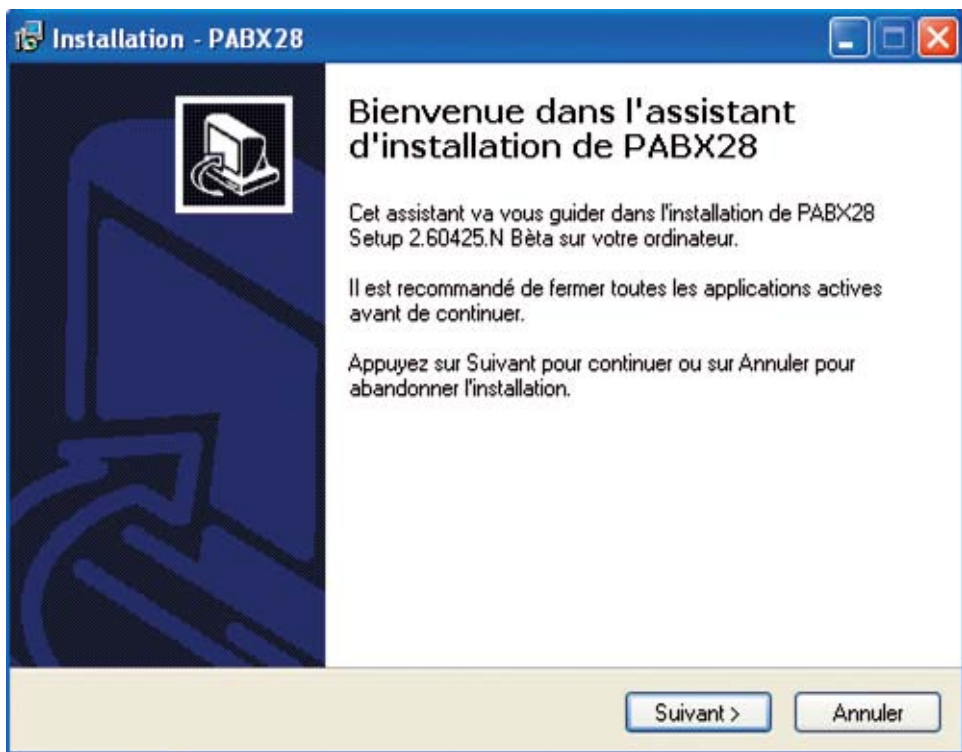 Installation - PABX28
Bienvenue dans l'assistant
d'installation de PABX28
Cet assistant va vous guider dans l'installation de PABX28
Setup 2.60425.N Bèta sur votre ordinateur.
Il est recommandé de fermer toutes les applications actives
avant de continuer.
Appuyez sur Suivant pour continuer ou sur Annuler pour
abandonner l'installation.
Suivant >
Annuler